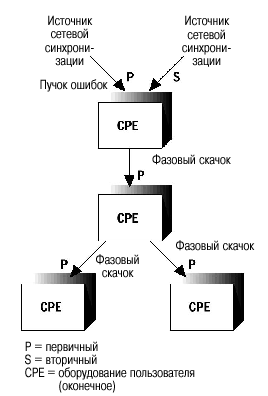 Источник
сетевой
синхрони-
зации
Источник
сетевой
синхрони-
зации
Пучок ошибок
P
S
CPE
Фазовый скачок
P
CPE
Фазовый
скачок
Фазовый скачок
P
P
CPE
CPE
P = первичный
S = вторичный
CPE = оборудование пользователя
(оконечное)